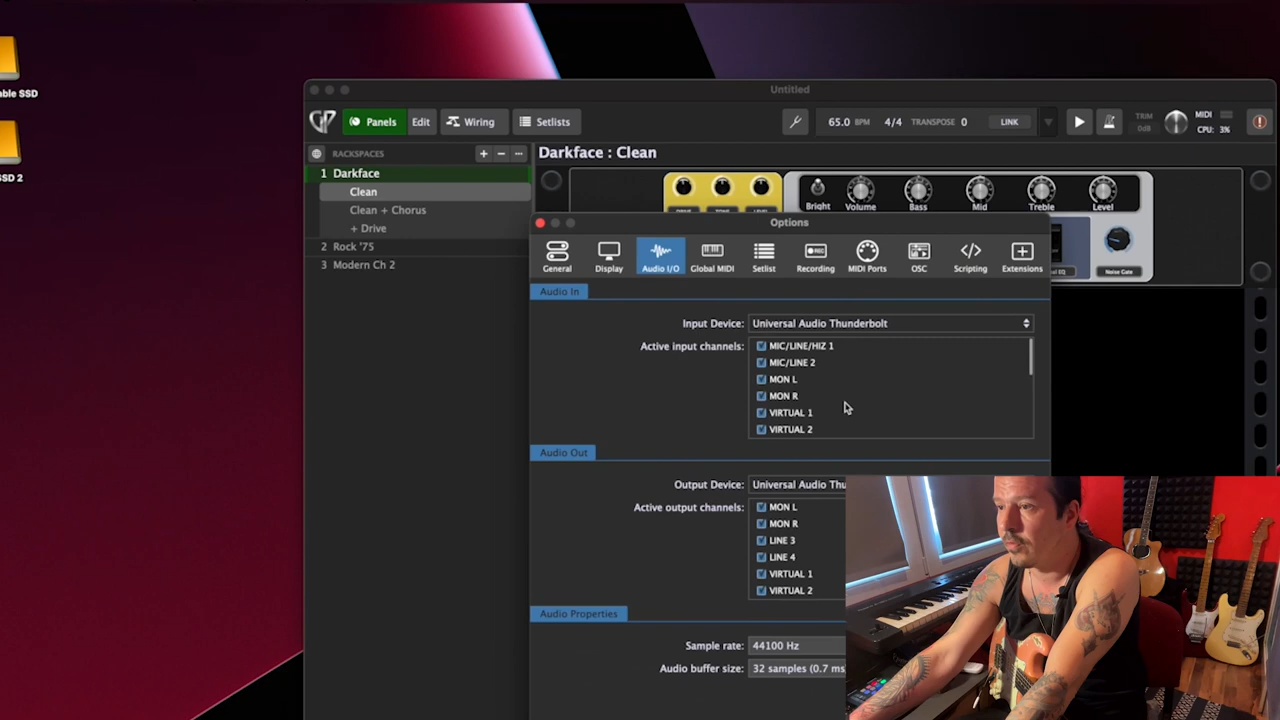 able SSD
SSD 2
Untitled
GP
Panels
Edit
Wiring
Setlists
65.0 BPM
4/4
TRANSPOSE 0
LINK
TRIM
0dB
MIDI
CPU: 3%
RACKSPACES
1 Darkface
Clean
Clean + Chorus
+ Drive
2 Rock '75
3 Modern Ch 2
Darkface : Clean
DRIVE TONE LEVEL
Bright Volume Bass Mid Treble Level
Noise Gate
Options
General
Display
Audio I/O
Global MIDI
Setlist
REC
Recording
MIDI Ports
OSC
Scripting
Extensions
Audio In
Input Device: Universal Audio Thunderbolt
Active input channels:
MIC/LINE/HIZ 1
MIC/LINE 2
MON L
MON R
VIRTUAL 1
VIRTUAL 2
Audio Out
Output Device: Universal Audio Thu
Active output channels:
MON L
MON R
LINE 3
LINE 4
VIRTUAL 1
VIRTUAL 2
Audio Properties
Sample rate: 44100 Hz
Audio buffer size: 32 samples (0.7 ms